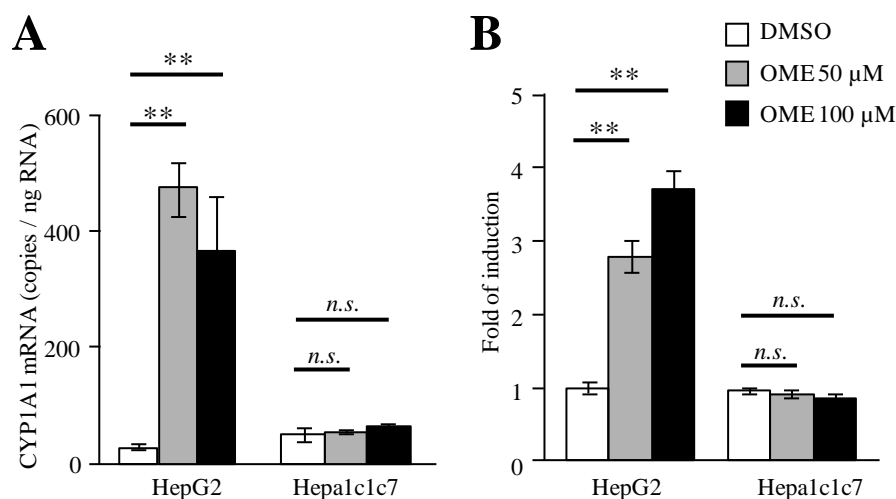 A
**
**
600
400
200
0
CYP1A1 mRNA (copies / ng RNA)
n.s.
n.s.
HepG2
Hepa1c1c7
B
DMSO
OME 50 µM
OME 100 µM
**
**
5
4
3
2
1
0
Fold of induction
n.s.
n.s.
HepG2
Hepa1c1c7